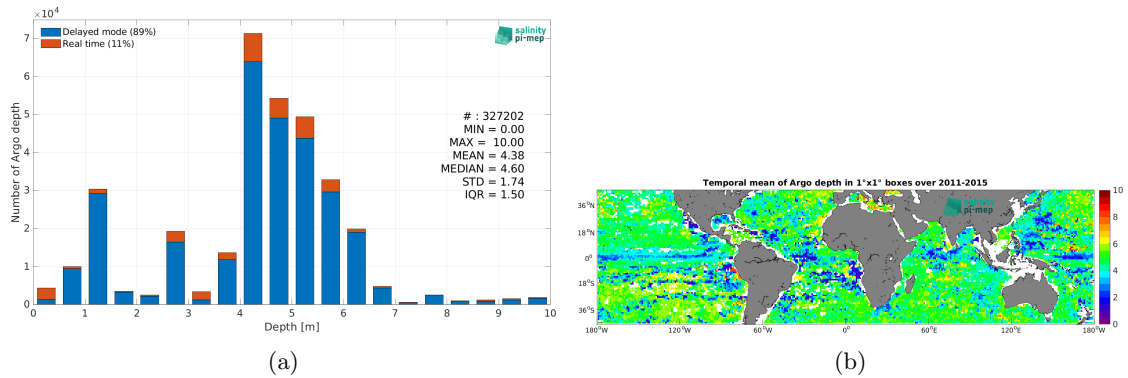 ×10⁴
Delayed mode (89%)
Real time (11%)
salinity
pi-mep
7
6
5
4
3
2
1
0
Number of Argo depth
# : 327202
MIN = 0.00
MAX = 10.00
MEAN = 4.38
MEDIAN = 4.60
STD = 1.74
IQR = 1.50
0 1 2 3 4 5 6 7 8 9 10
Depth [m]
(a)
Temporal mean of Argo depth in 1°x1° boxes over 2011-2015
salinity
pi-mep
36°N
18°N
0°
18°S
36°S
180°W 120°W 60°W 0° 60°E 120°E 180°W
10
8
6
4
2
0
(b)